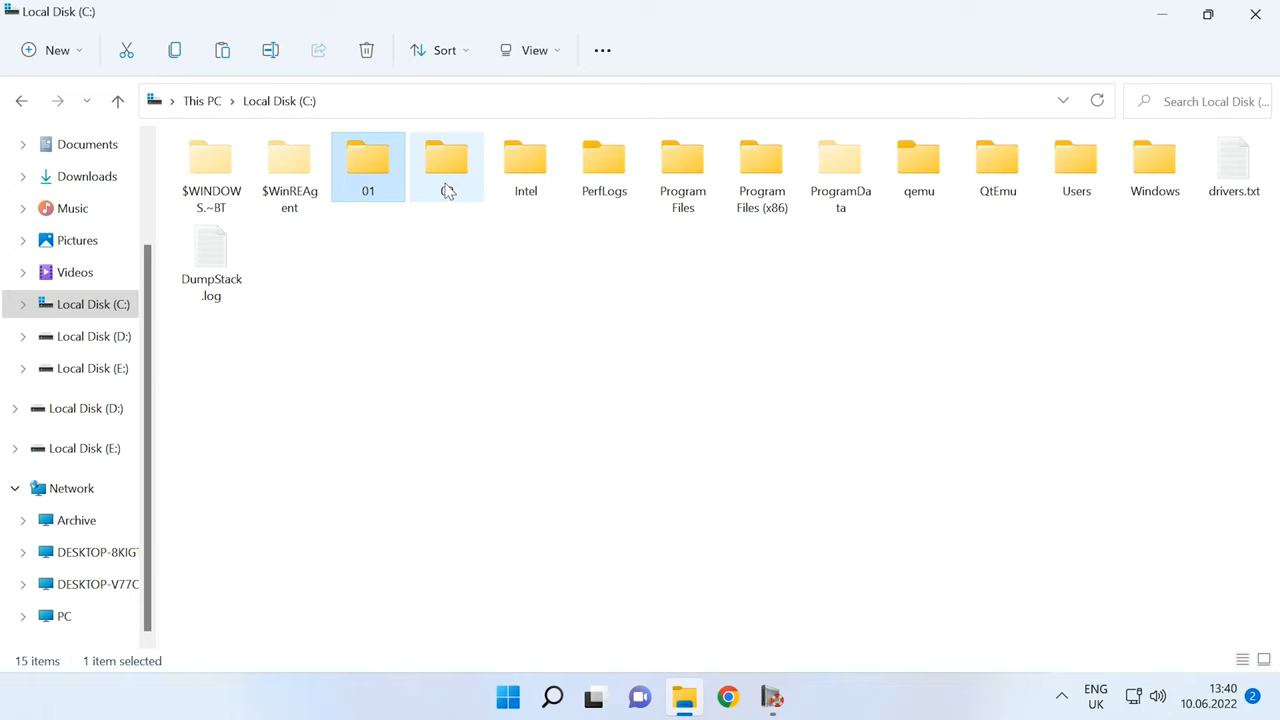 Local Disk (C:)
New
Sort
View
This PC
Local Disk (C:)
Search Local Disk (...
Documents
Downloads
Music
Pictures
Videos
Local Disk (C:)
Local Disk (D:)
Local Disk (E:)
Local Disk (D:)
Local Disk (E:)
Network
Archive
DESKTOP-8KIG
DESKTOP-V77C
PC
$WINDOW
S.~BT
$WinREAg
ent
01
Intel
PerfLogs
Program
Files
Program
Files (x86)
ProgramDa
ta
qemu
QtEmu
Users
Windows
drivers.txt
DumpStack
.log
15 items
1 item selected
ENG
UK
13:40
10.06.2022
2